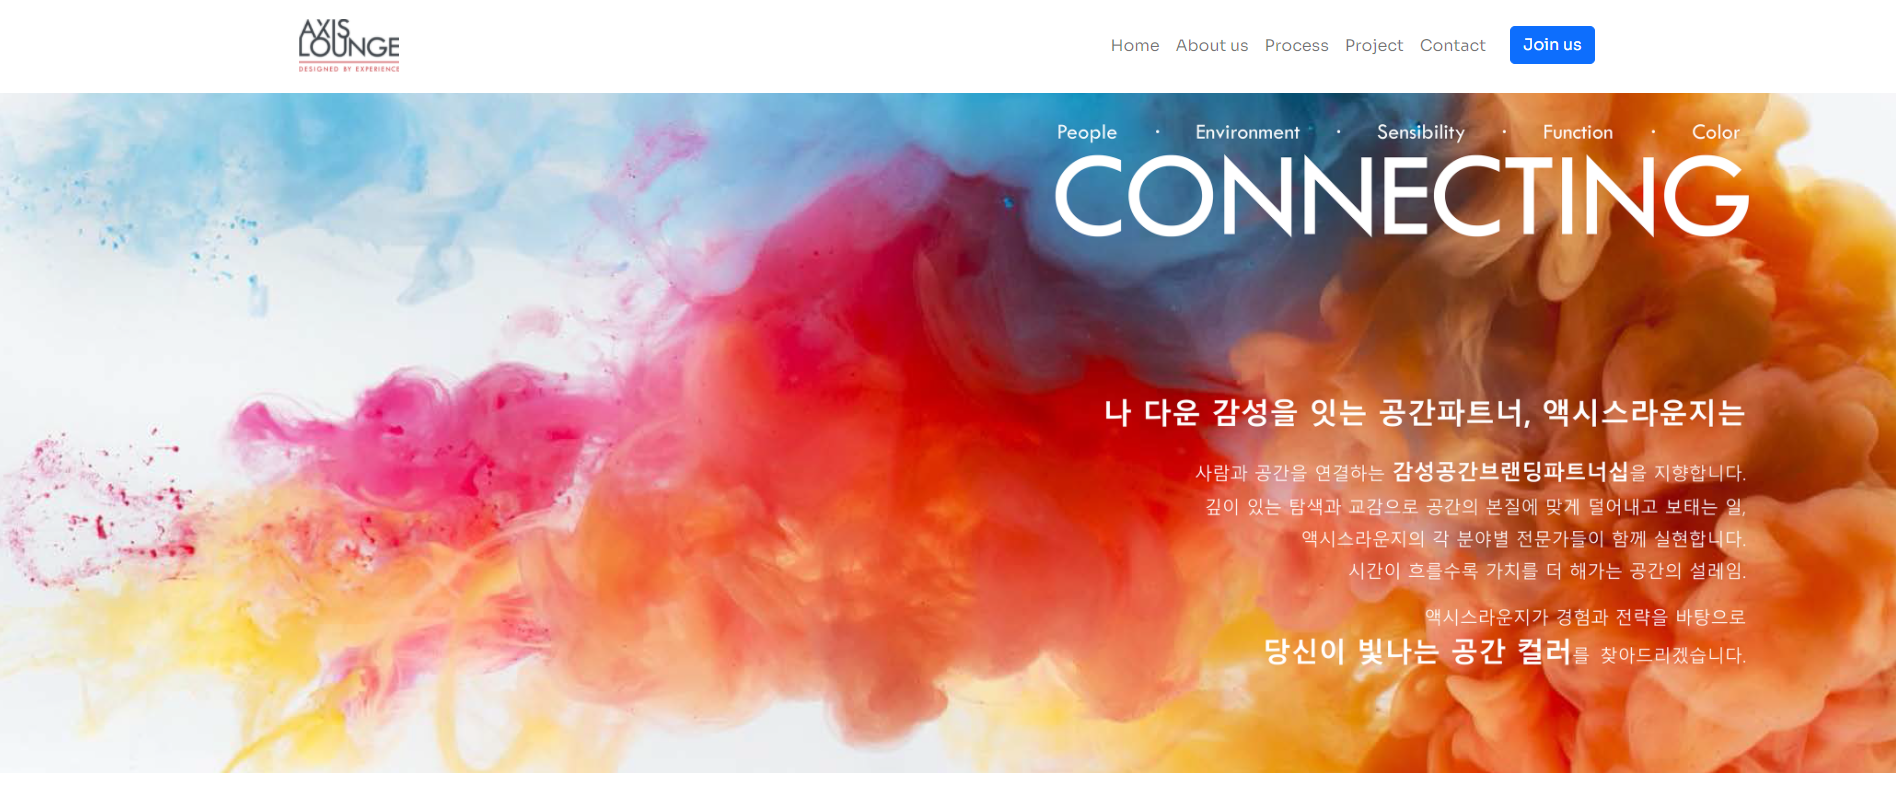 AXIS
LOUNGE
DESIGNED BY EXPERIENCE
Home About us Process Project Contact Join us
People · Environment · Sensibility · Function · Color
CONNECTING
나 다운 감성을 잇는 공간파트너, 액시스라운지는
사람과 공간을 연결하는 감성공간브랜딩파트너십을 지향합니다.
깊이 있는 탐색과 교감으로 공간의 본질에 맞게 덜어내고 보태는 일,
액시스라운지의 각 분야별 전문가들이 함께 실현합니다.
시간이 흐를수록 가치를 더 해가는 공간의 설레임.
액시스라운지가 경험과 전략을 바탕으로
당신이 빛나는 공간 컬러를 찾아드리겠습니다.